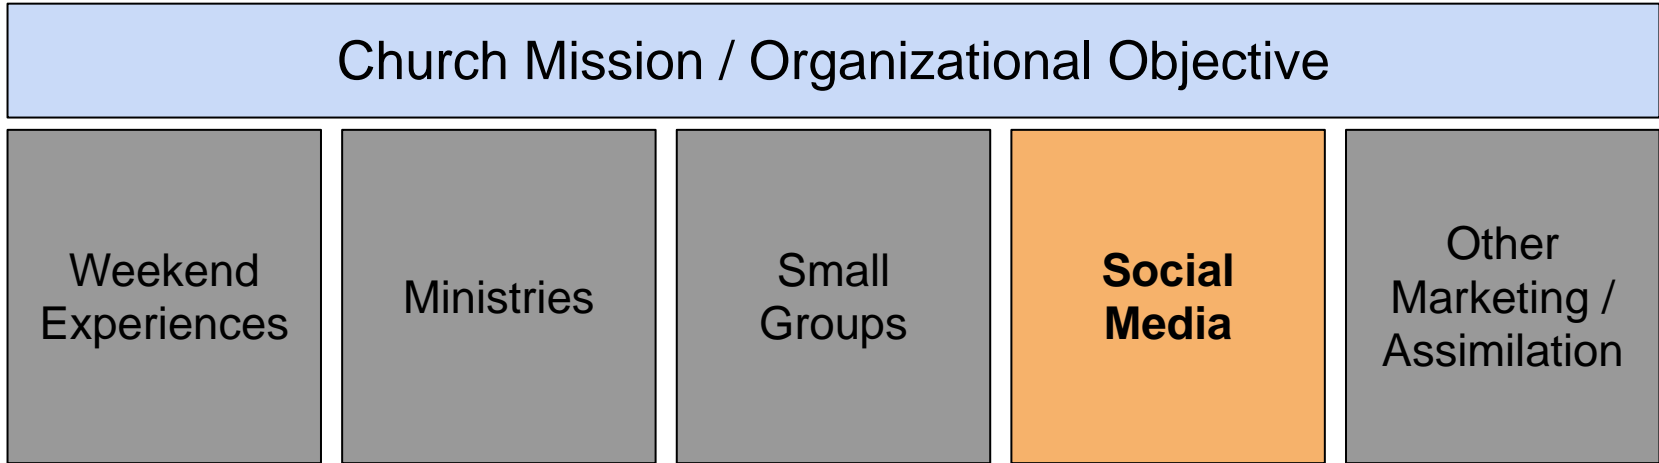 Church Mission / Organizational Objective
Weekend
Experiences
Ministries
Small
Groups
Social
Media
Other
Marketing /
Assimilation